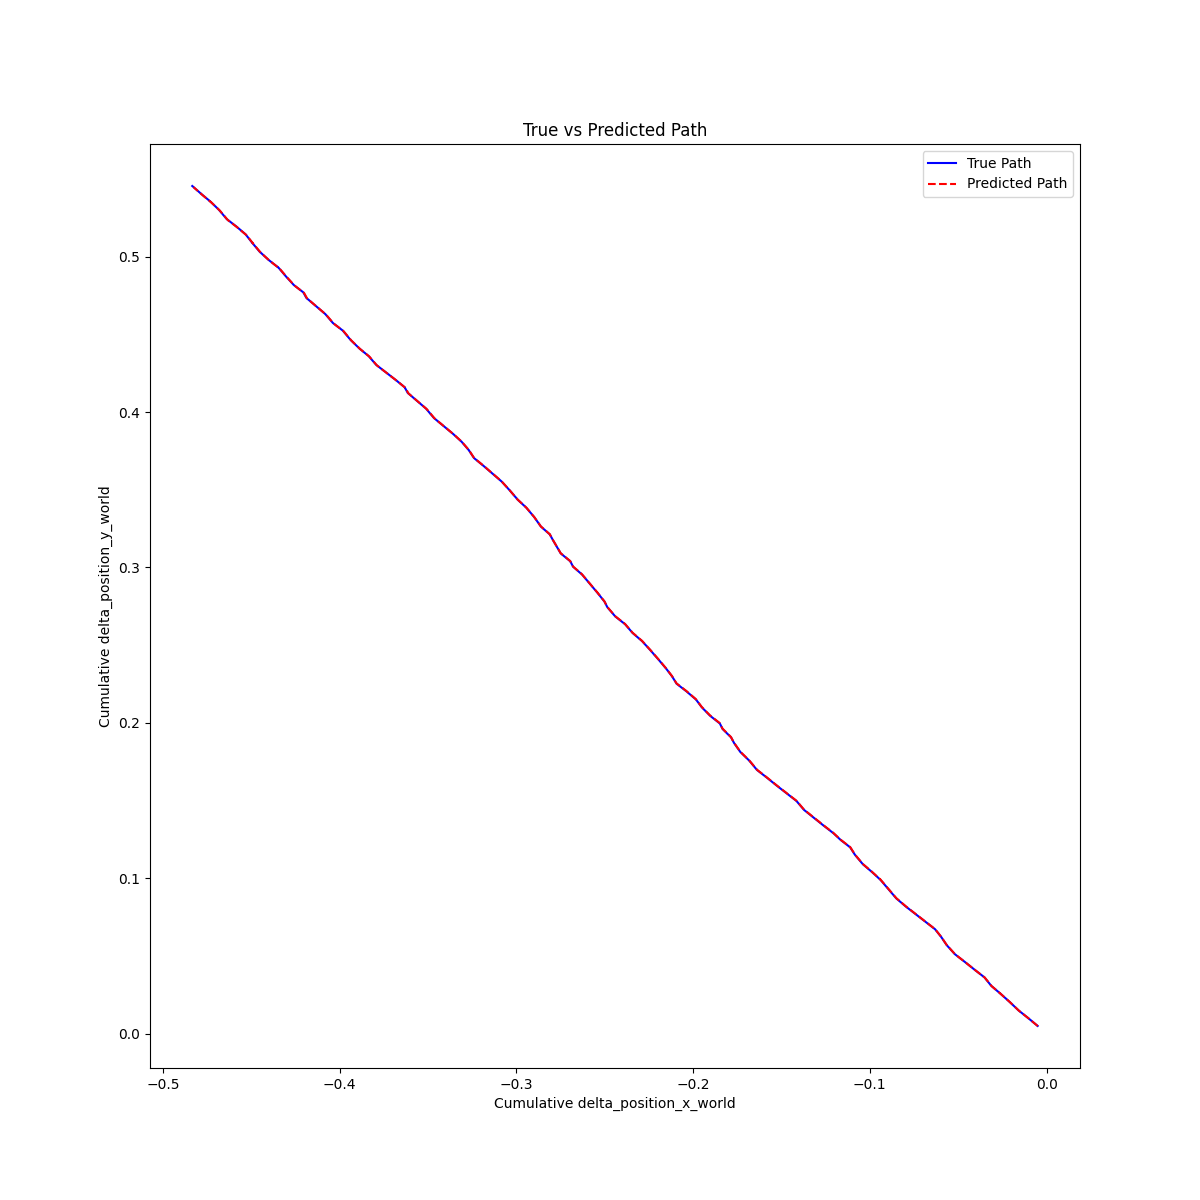 True vs Predicted Path
True Path
Predicted Path
Cumulative delta_position_y_world
0.5
0.4
0.3
0.2
0.1
0.0
−0.5
−0.4
−0.3
−0.2
−0.1
0.0
Cumulative delta_position_x_world